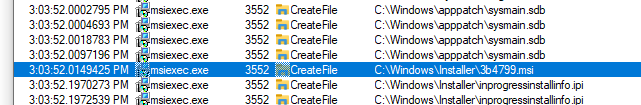 3:03:52.0002795 PM msiexec.exe 3552 CreateFile C:\Windows\apppatch\sysmain.sdb
3:03:52.0004693 PM msiexec.exe 3552 CreateFile C:\Windows\apppatch\sysmain.sdb
3:03:52.0018783 PM msiexec.exe 3552 CreateFile C:\Windows\apppatch\sysmain.sdb
3:03:52.0097196 PM msiexec.exe 3552 CreateFile C:\Windows\apppatch\sysmain.sdb
3:03:52.0149425 PM msiexec.exe 3552 CreateFile C:\Windows\Installer\3b4799.msi
3:03:52.1970273 PM msiexec.exe 3552 CreateFile C:\Windows\Installer\inprogressinstallinfo.ipi
3:03:52.1972539 PM msiexec.exe 3552 CreateFile C:\Windows\Installer\inprogressinstallinfo.ipi